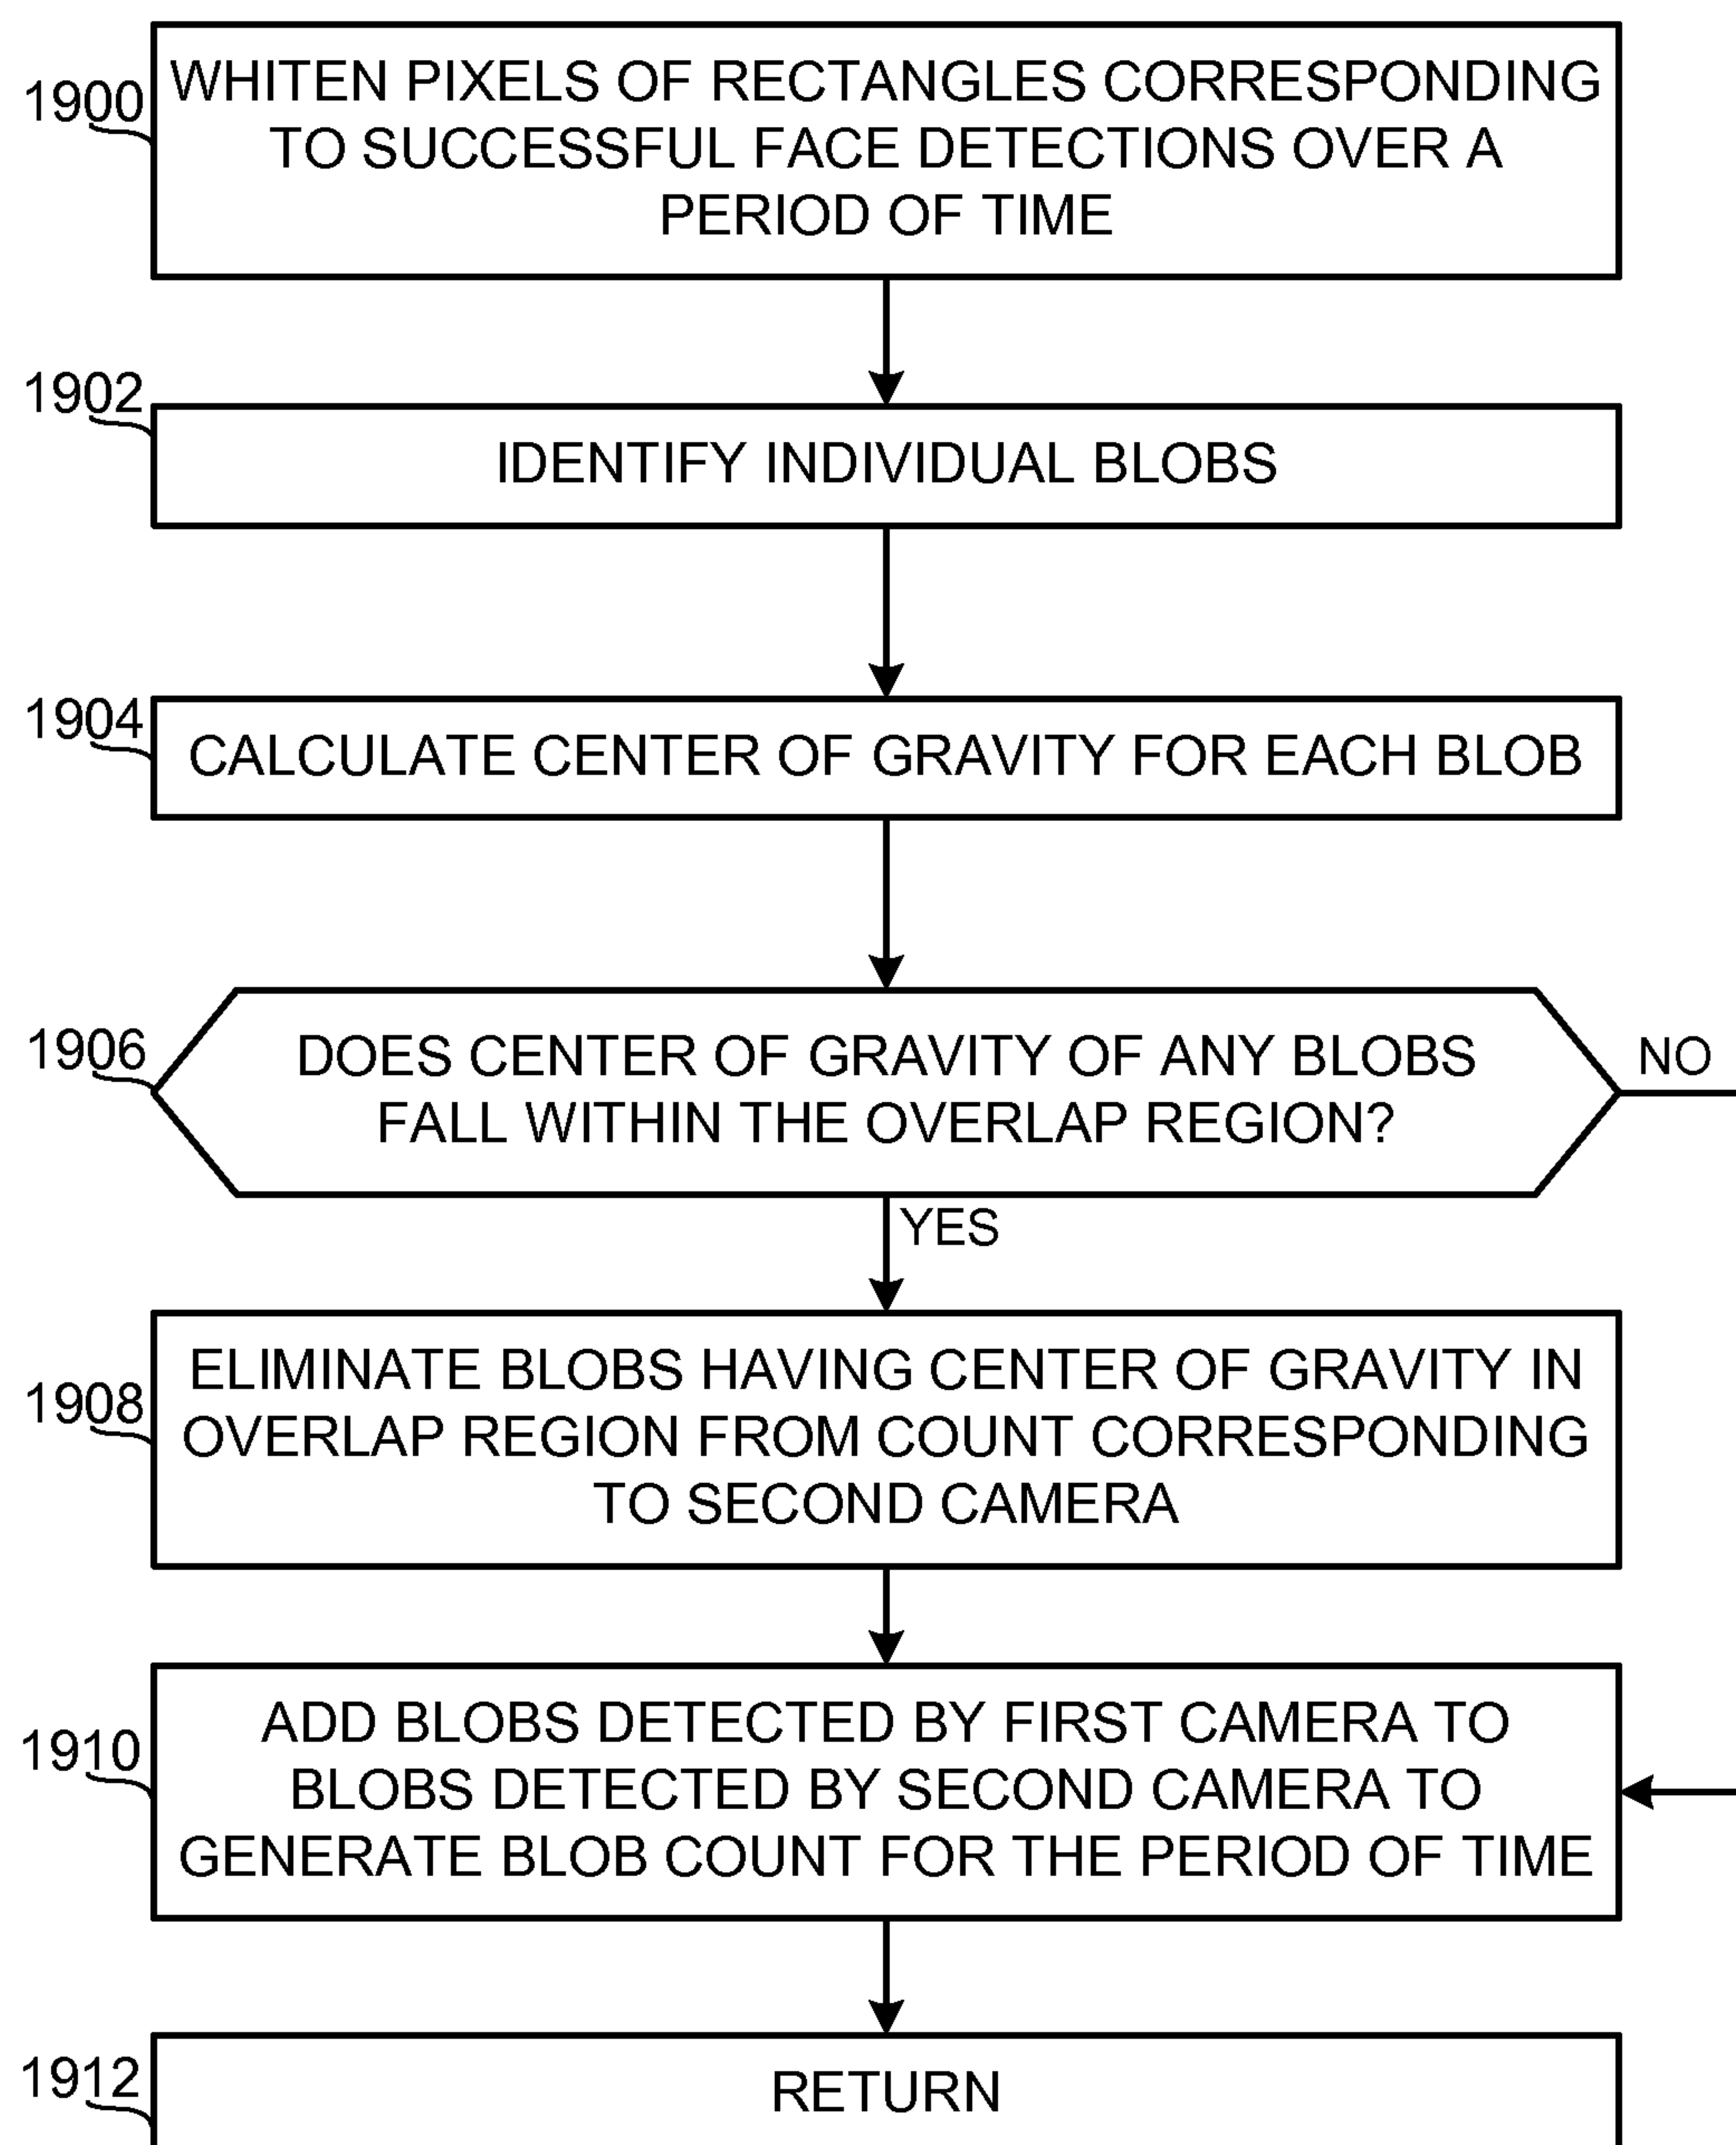 1900
WHITEN PIXELS OF RECTANGLES CORRESPONDING
TO SUCCESSFUL FACE DETECTIONS OVER A
PERIOD OF TIME
1902
IDENTIFY INDIVIDUAL BLOBS
1904
CALCULATE CENTER OF GRAVITY FOR EACH BLOB
1906
DOES CENTER OF GRAVITY OF ANY BLOBS
FALL WITHIN THE OVERLAP REGION?
NO
YES
1908
ELIMINATE BLOBS HAVING CENTER OF GRAVITY IN
OVERLAP REGION FROM COUNT CORRESPONDING
TO SECOND CAMERA
1910
ADD BLOBS DETECTED BY FIRST CAMERA TO
BLOBS DETECTED BY SECOND CAMERA TO
GENERATE BLOB COUNT FOR THE PERIOD OF TIME
1912
RETURN